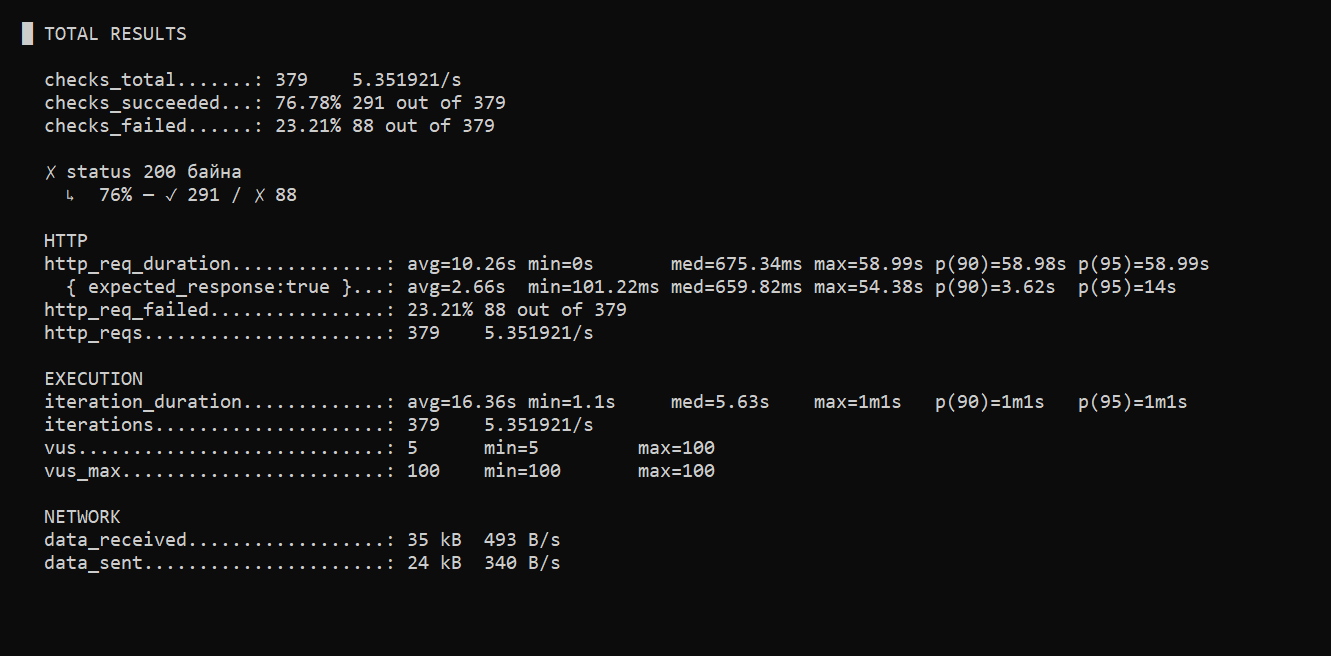 █ TOTAL RESULTS
checks_total.......: 379    5.351921/s
checks_succeeded...: 76.78% 291 out of 379
checks_failed......: 23.21% 88 out of 379
✗ status 200 байна
↳  76% — ✓ 291 / ✗ 88
HTTP
http_req_duration..............: avg=10.26s min=0s       med=675.34ms max=58.99s p(90)=58.98s p(95)=58.99s
{ expected_response:true }...: avg=2.66s  min=101.22ms med=659.82ms max=54.38s p(90)=3.62s  p(95)=14s
http_req_failed................: 23.21% 88 out of 379
http_reqs......................: 379    5.351921/s
EXECUTION
iteration_duration.............: avg=16.36s min=1.1s     med=5.63s    max=1m1s   p(90)=1m1s   p(95)=1m1s
iterations.....................: 379    5.351921/s
vus............................: 5      min=5         max=100
vus_max........................: 100    min=100       max=100
NETWORK
data_received..................: 35 kB  493 B/s
data_sent......................: 24 kB  340 B/s